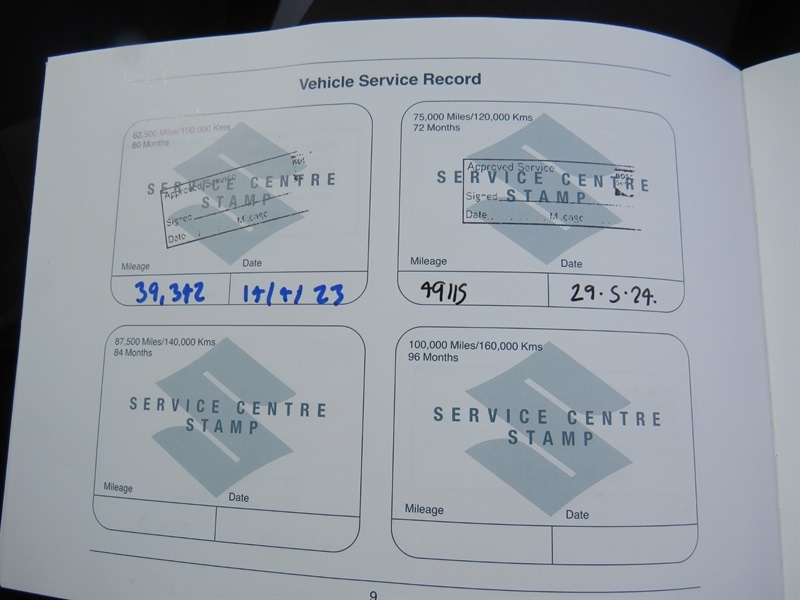 Vehicle Service Record
62,500 Miles/100,000 Kms
60 Months
SERVICE CENTRE
STAMP
Approved Service
Signed
Date
Mileage
Date
39,342
14/4/23
75,000 Miles/120,000 Kms
72 Months
SERVICE CENTRE
STAMP
Approved Service
Signed
Date
Mileage
Date
49115
29.5.24.
87,500 Miles/140,000 Kms
84 Months
SERVICE CENTRE
STAMP
Mileage
Date
100,000 Miles/160,000 Kms
96 Months
SERVICE CENTRE
STAMP
Mileage
Date
9